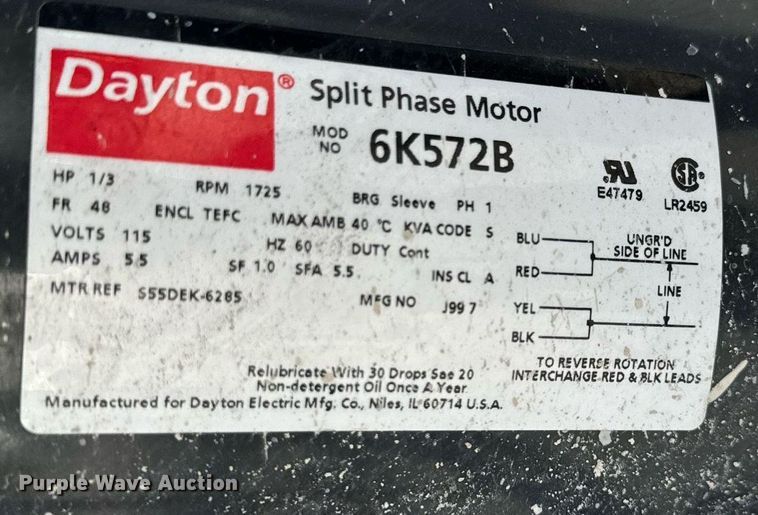 Dayton® Split Phase Motor
MOD NO 6K572B
HP 1/3 RPM 1725 BRG Sleeve PH 1
FR 48 ENCL TEFC MAX AMB 40 °C KVA CODE S
VOLTS 115 HZ 60 DUTY Cont
AMPS 5.5 SF 1.0 SFA 5.5 INS CL A
MTR REF S55DEK-6285 MFG NO J99 7
E47479
SA
LR2459
BLU UNGR'D
SIDE OF LINE
RED
LINE
YEL
BLK
TO REVERSE ROTATION
INTERCHANGE RED & BLK LEADS
Relubricate With 30 Drops Sae 20
Non-detergent Oil Once A Year
Manufactured for Dayton Electric Mfg. Co., Niles, IL 60714 U.S.A.
Purple Wave Auction